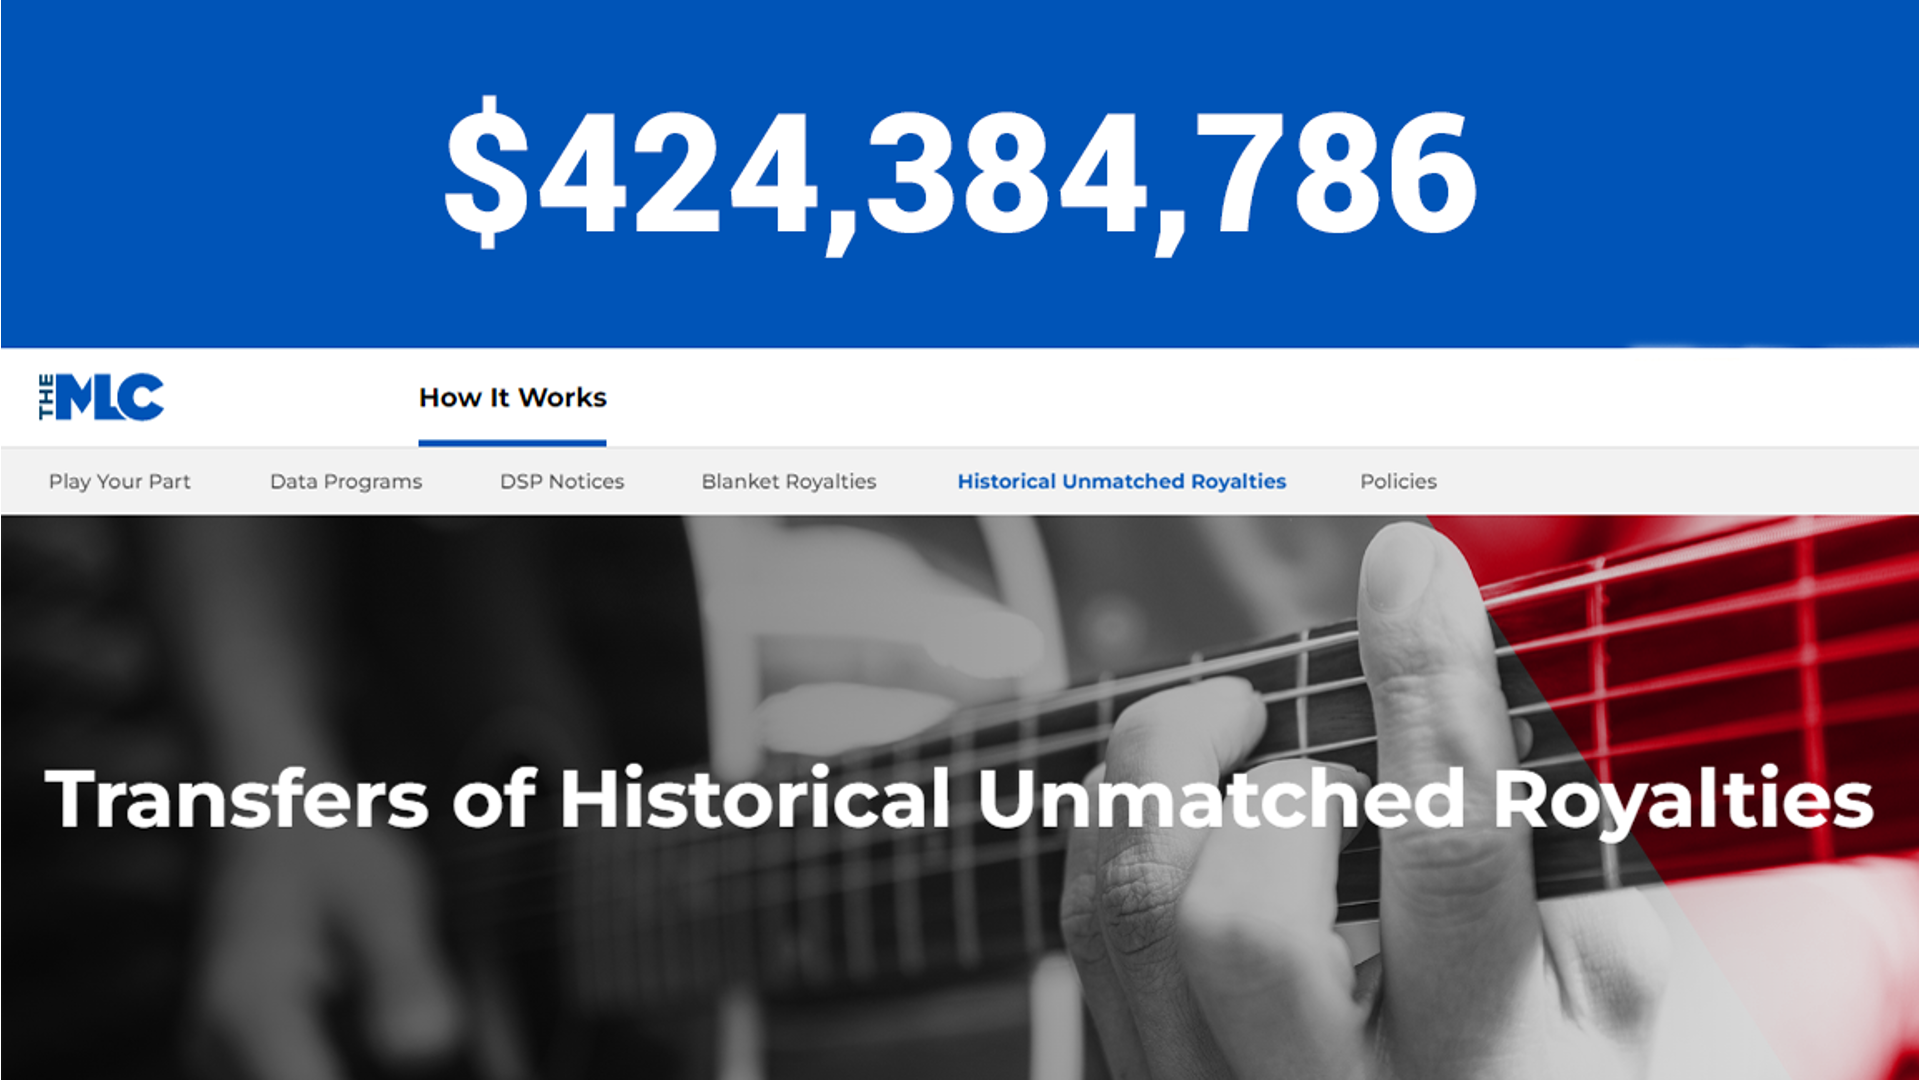 $424,384,786
THE MLC
How It Works
Play Your Part
Data Programs
DSP Notices
Blanket Royalties
Historical Unmatched Royalties
Policies
Transfers of Historical Unmatched Royalties